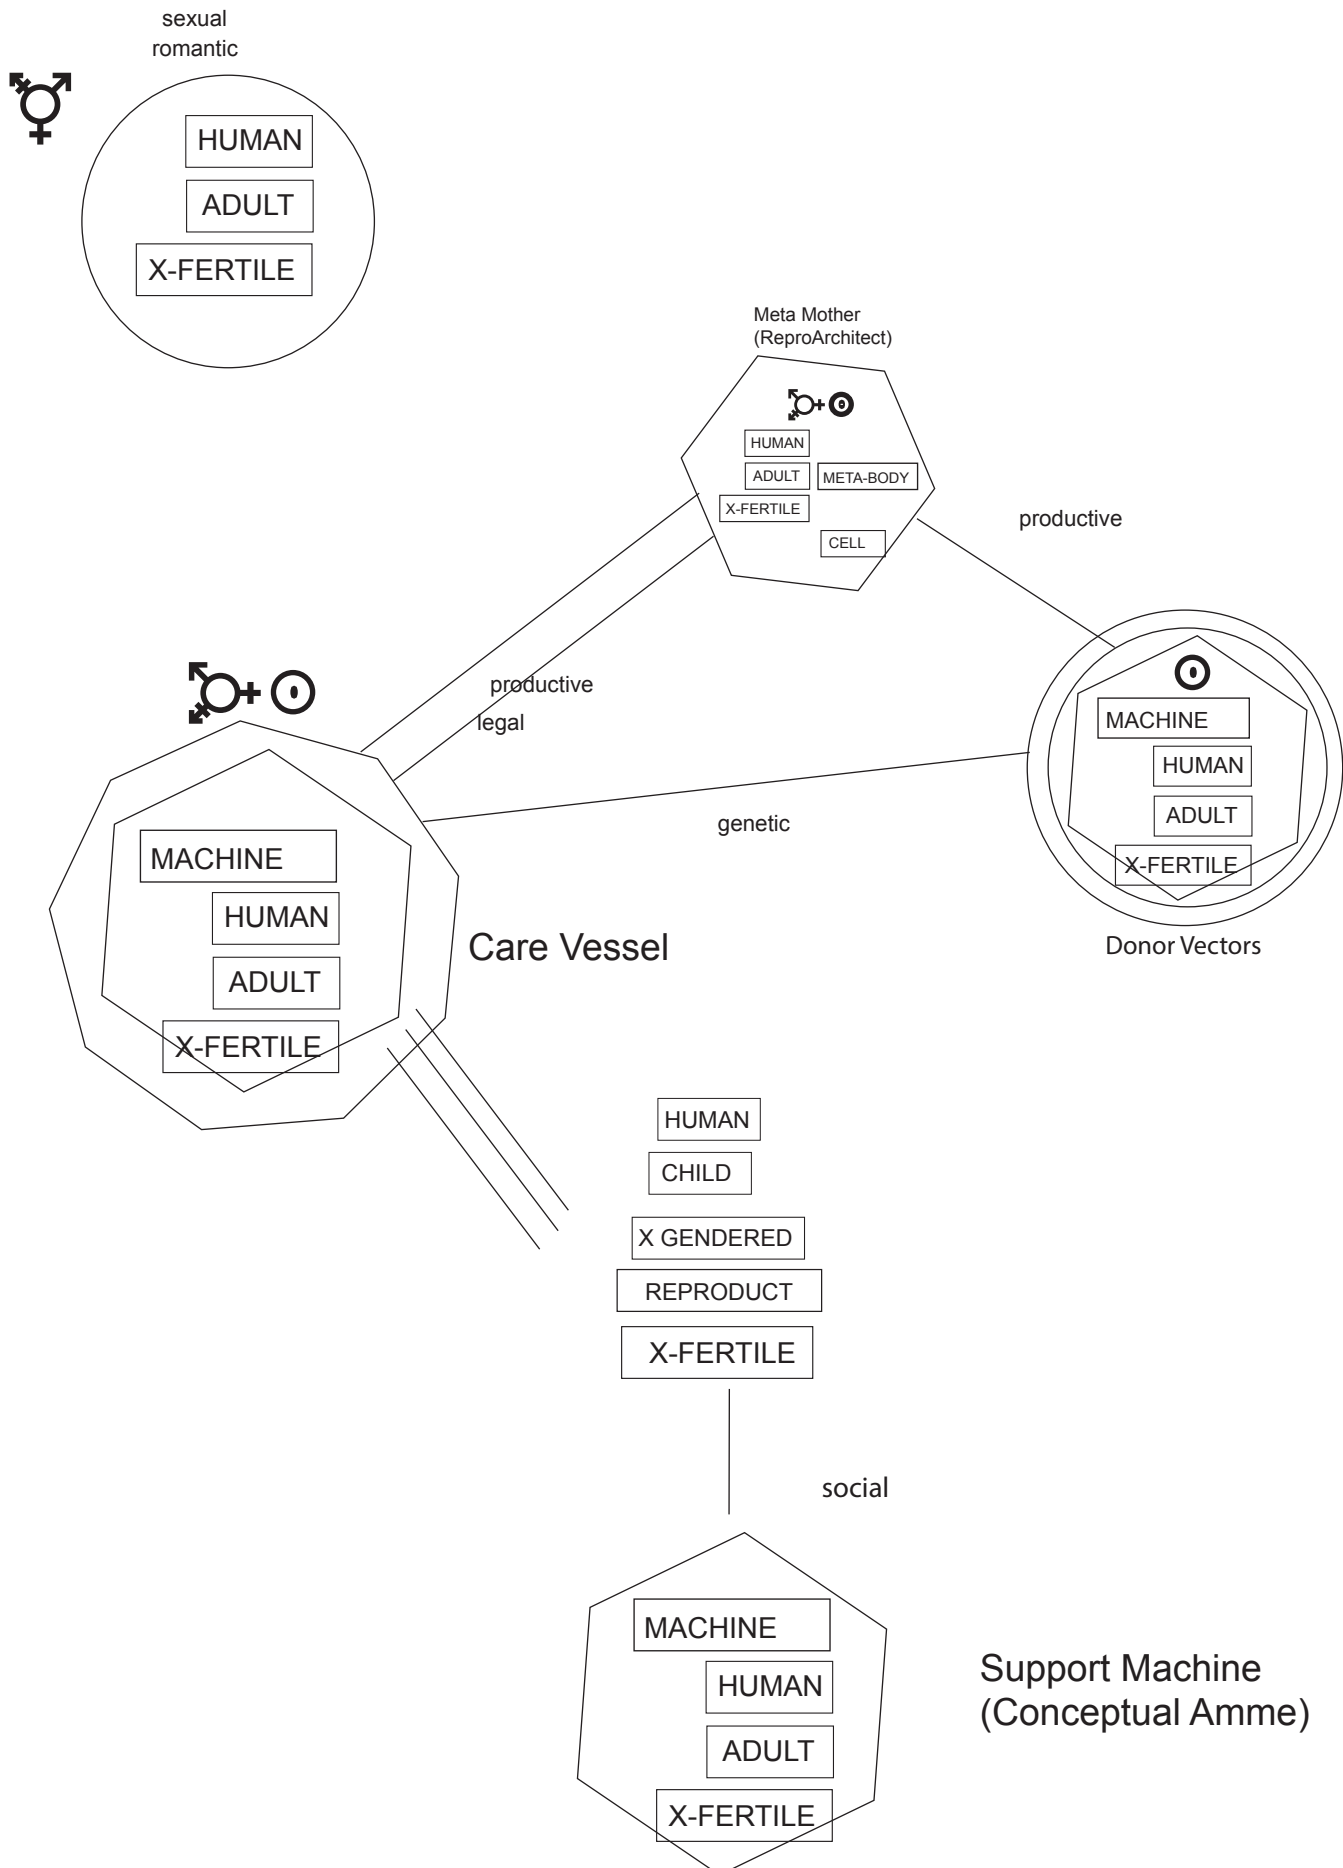 sexual
romantic
HUMAN
ADULT
X-FERTILE
Meta Mother
(ReproArchitect)
HUMAN
ADULT
META-BODY
X-FERTILE
CELL
productive
productive
legal
genetic
MACHINE
HUMAN
ADULT
X-FERTILE
Donor Vectors
MACHINE
HUMAN
ADULT
X-FERTILE
Care Vessel
HUMAN
CHILD
X GENDERED
REPRODUCT
X-FERTILE
social
MACHINE
HUMAN
ADULT
X-FERTILE
Support Machine
(Conceptual Amme)